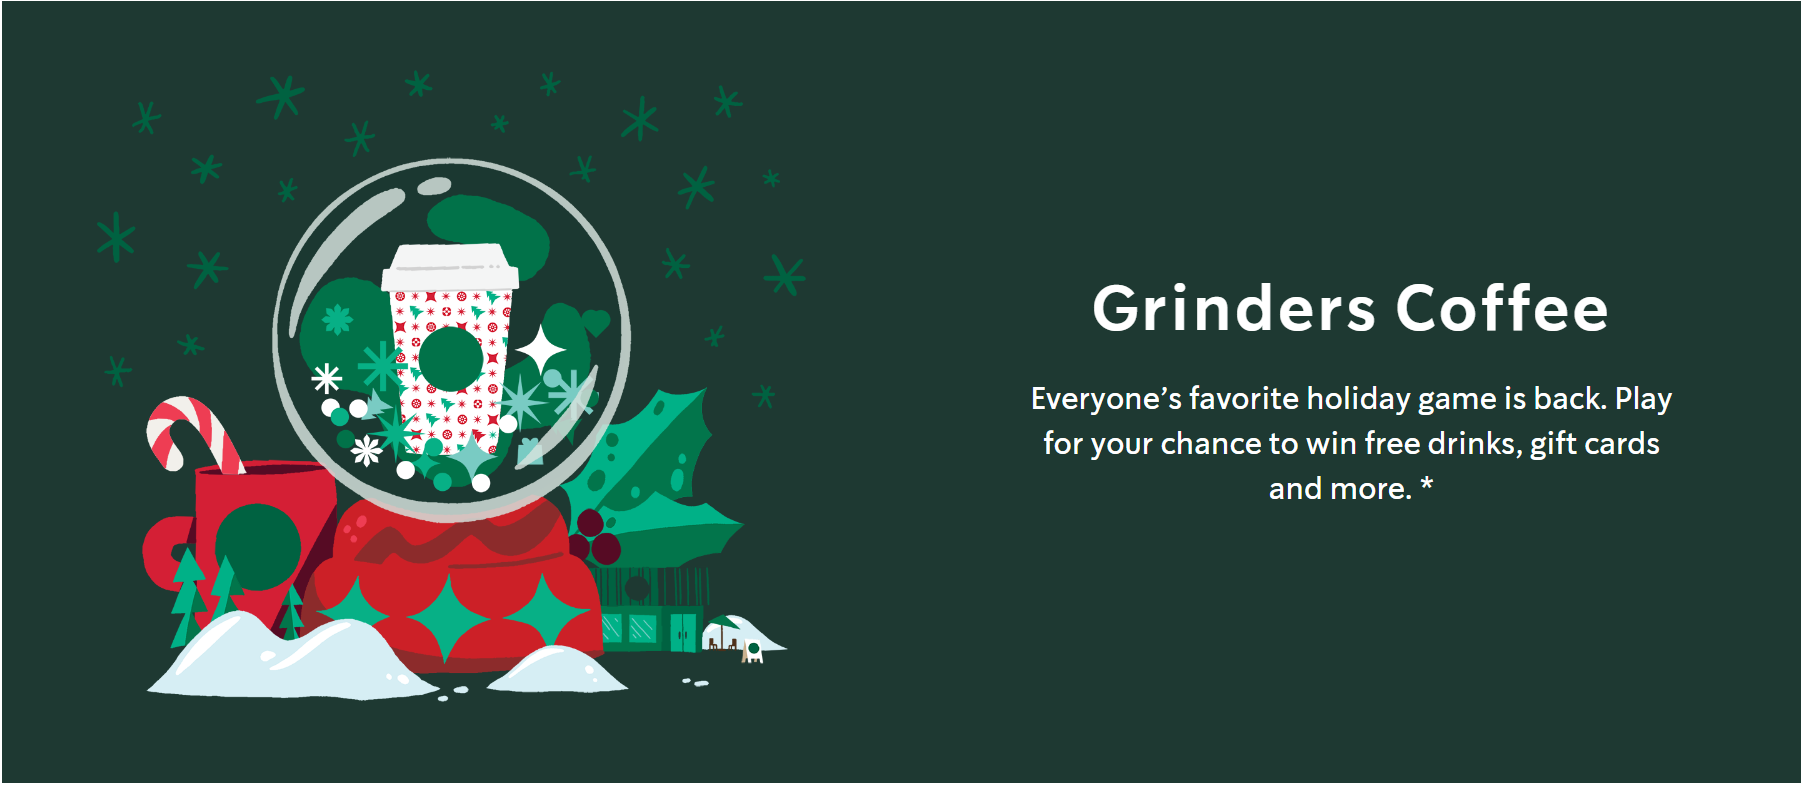 Grinders Coffee
Everyone’s favorite holiday game is back. Play
for your chance to win free drinks, gift cards
and more. *